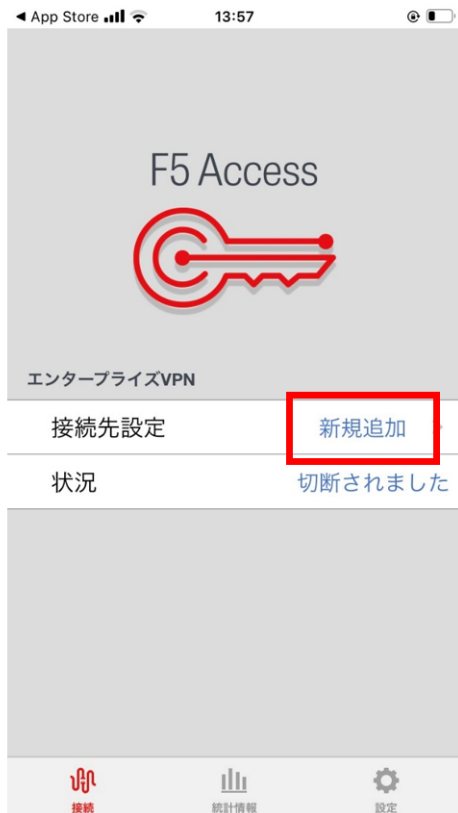 ◀ App Store 13:57
F5 Access
エンタープライズVPN
接続先設定 新規追加
状況 切断されました
接続 統計情報 設定